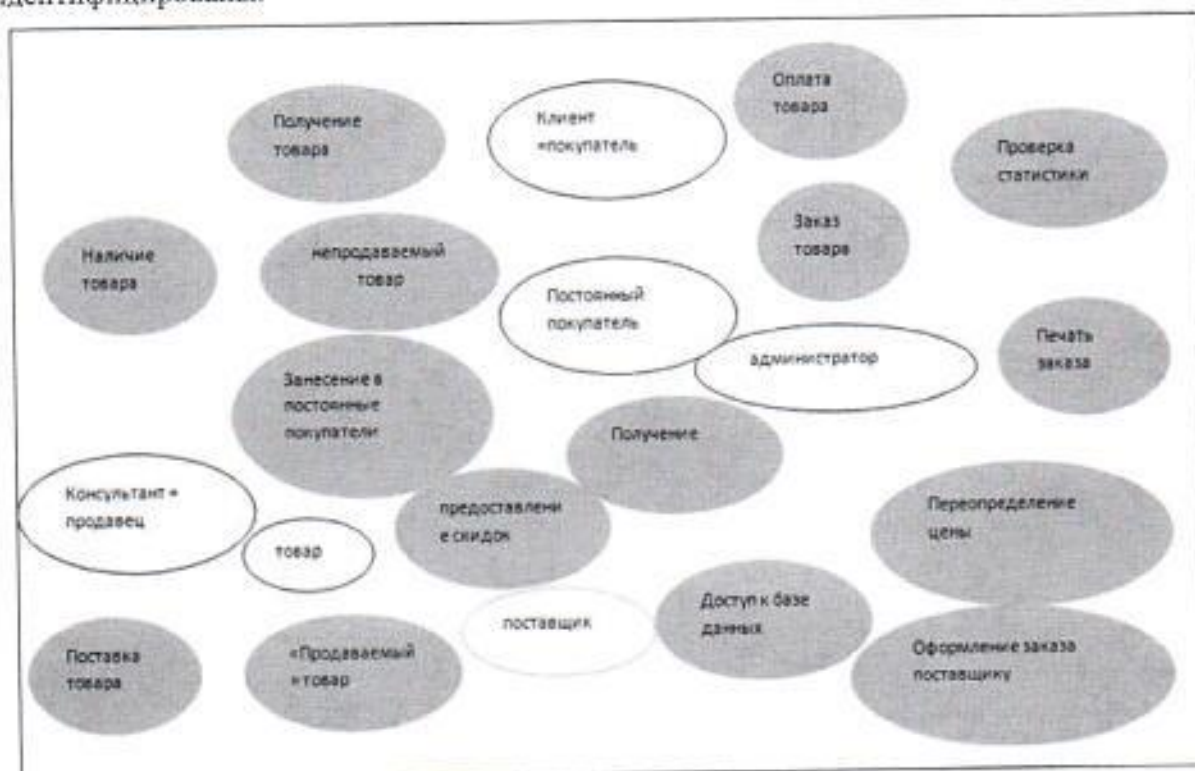 идентифицирована:
Получение
товара
Клиент
=покупатель
Оплата
товара
Проверка
статистики
Наличие
товара
непродаваемый
товар
Заказ
товара
Постоянный
покупатель
администратор
Печать
заказа
Занесение в
постоянные
покупатели
Получение
Консультант =
продавец
товар
предоставлени
е скидок
Переопределение
цены
поставщик
Доступ к базе
данных
Поставка
товара
«Продаваемый
»товар
Оформление заказа
поставщику